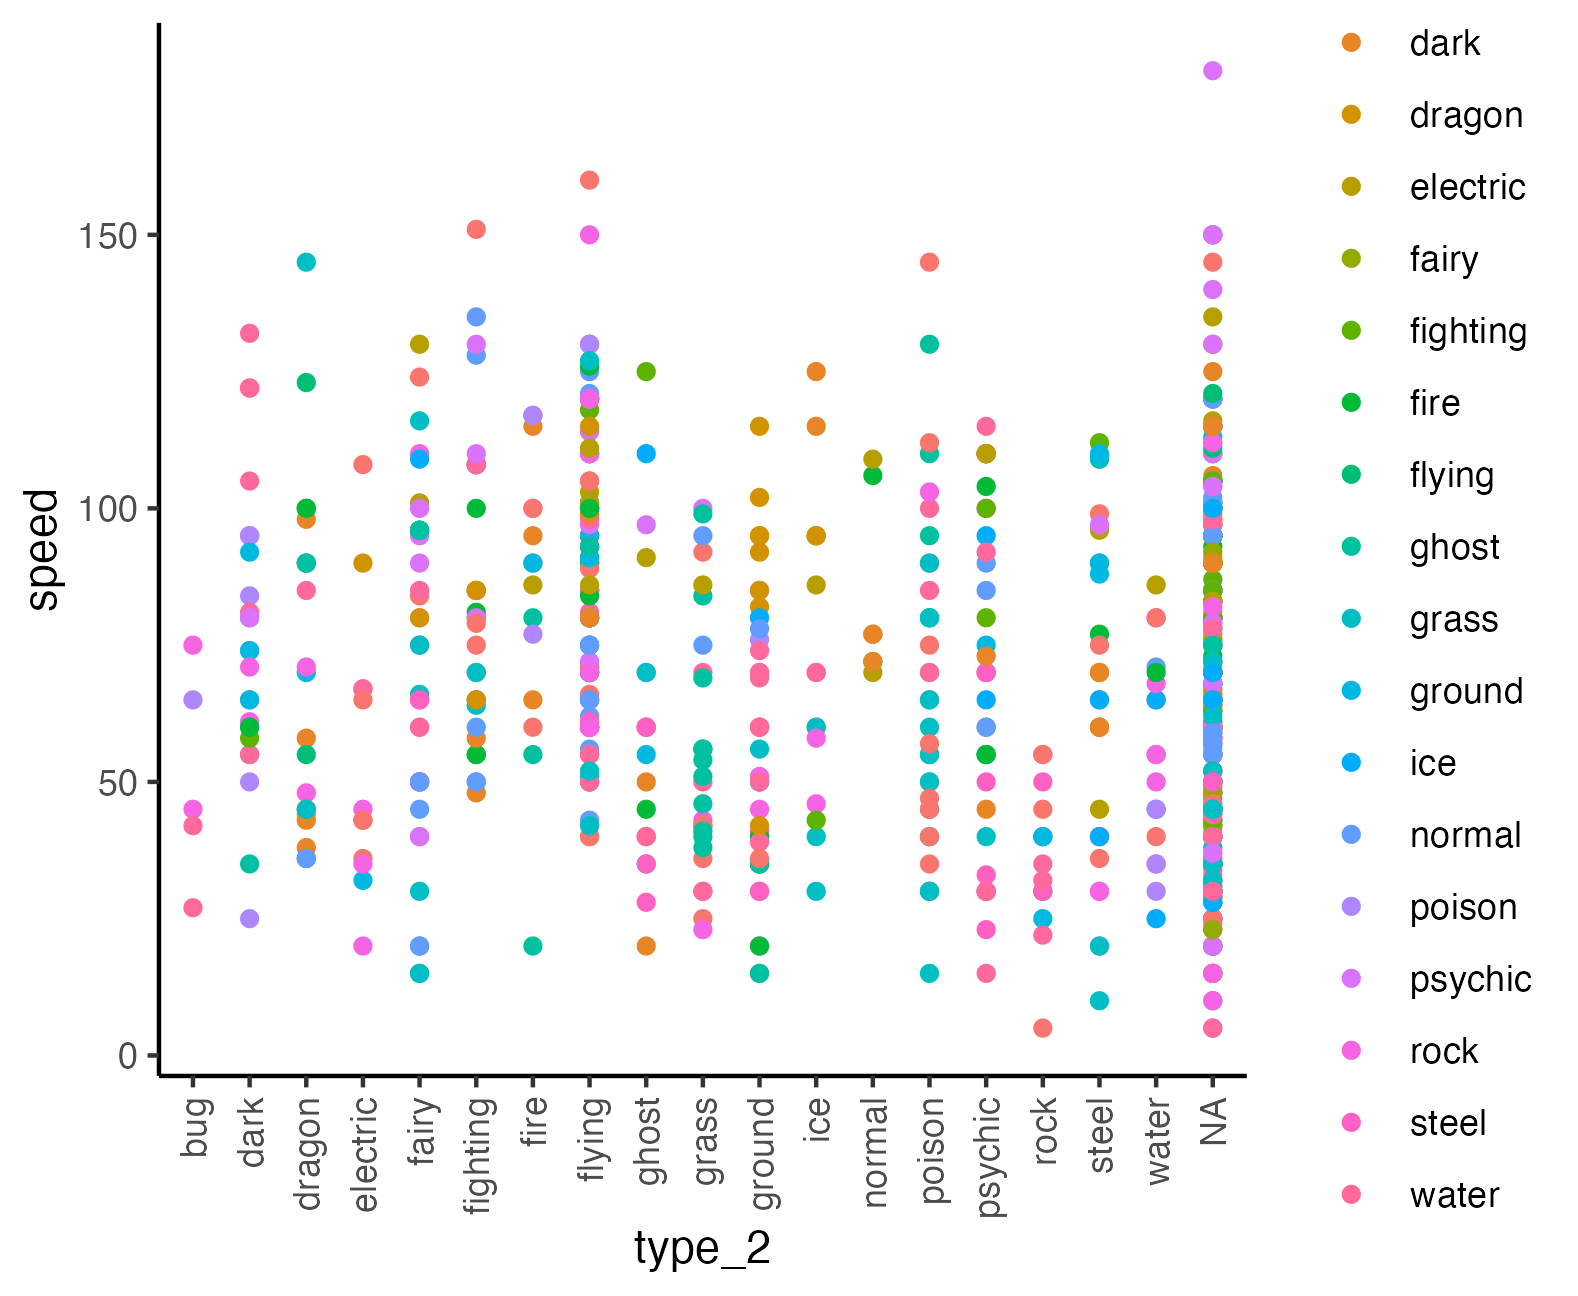 speed
150
100
50
0
bug
dark
dragon
electric
fairy
fighting
fire
flying
ghost
grass
ground
ice
normal
poison
psychic
rock
steel
water
NA
type_2
dark
dragon
electric
fairy
fighting
fire
flying
ghost
grass
ground
ice
normal
poison
psychic
rock
steel
water